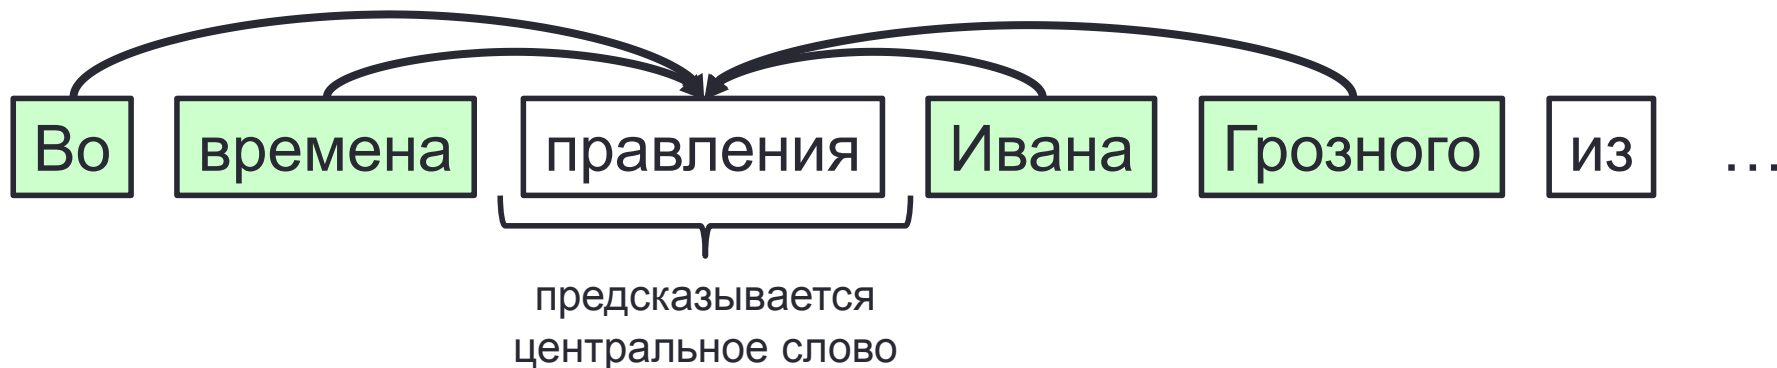 Во времена правления Ивана Грозного из …
предсказывается
центральное слово